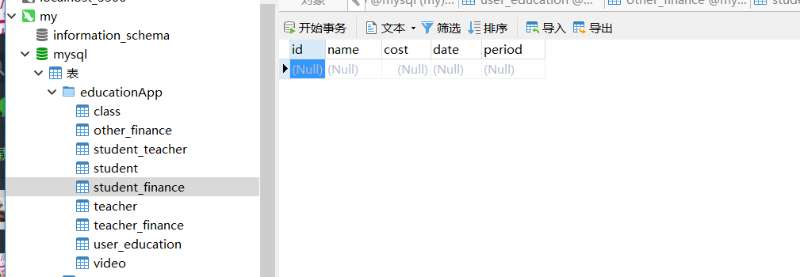 localhost_3306
my
information_schema
mysql
表
educationApp
class
other_finance
student_teacher
student
student_finance
teacher
teacher_finance
user_education
video
对象 @mysql (my) user_education @ other_finance @my
开始事务 文本 筛选 排序 导入 导出
id name cost date period
(Null) (Null) (Null) (Null) (Null)